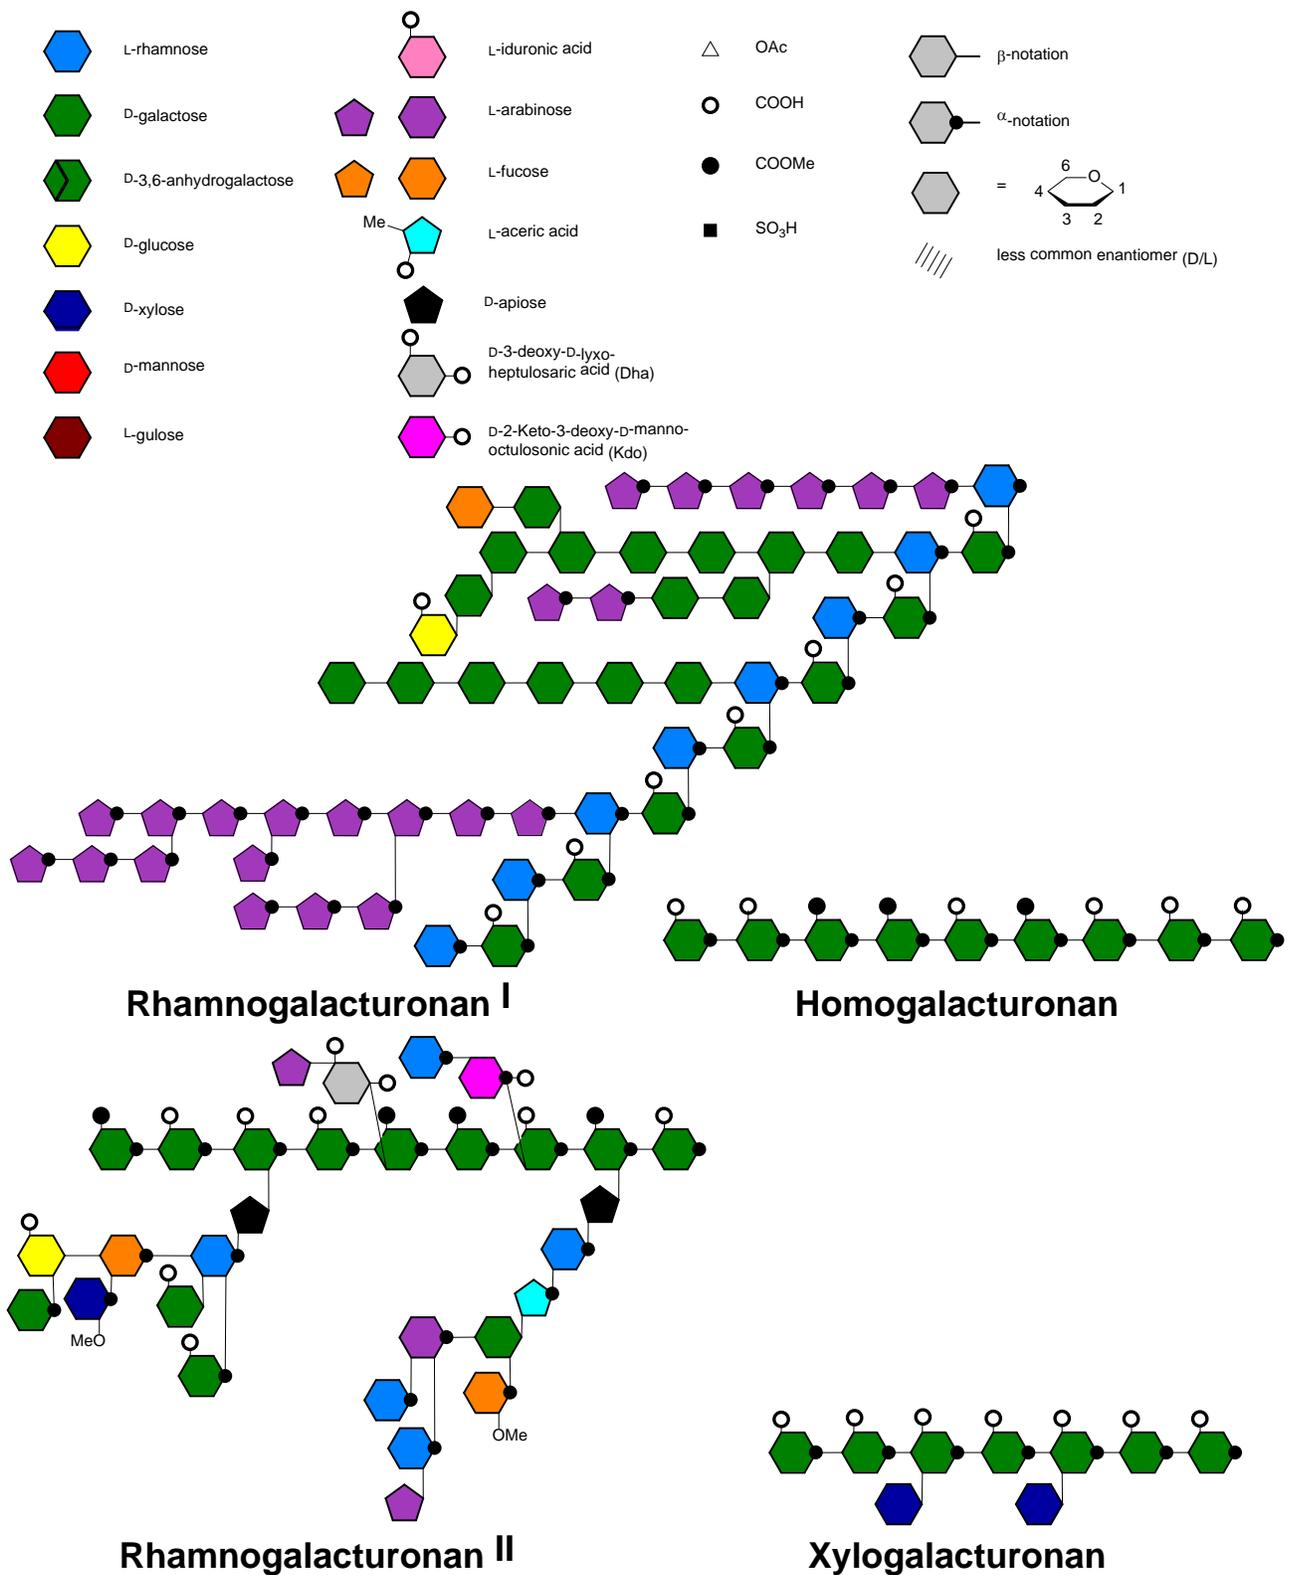 L-rhamnose
D-galactose
D-3,6-anhydrogalactose
D-glucose
D-xylose
D-mannose
L-gulose
L-iduronic acid
L-arabinose
L-fucose
Me
L-aceric acid
D-apiose
D-3-deoxy-D-lyxo-
heptulosaric acid (Dha)
D-2-Keto-3-deoxy-D-manno-
octulosonic acid (Kdo)
OAc
COOH
COOMe
SO3H
β-notation
α-notation
=
6
O
4
1
3 2
less common enantiomer (D/L)
Rhamnogalacturonan I
Homogalacturonan
MeO
OMe
Rhamnogalacturonan II
Xylogalacturonan